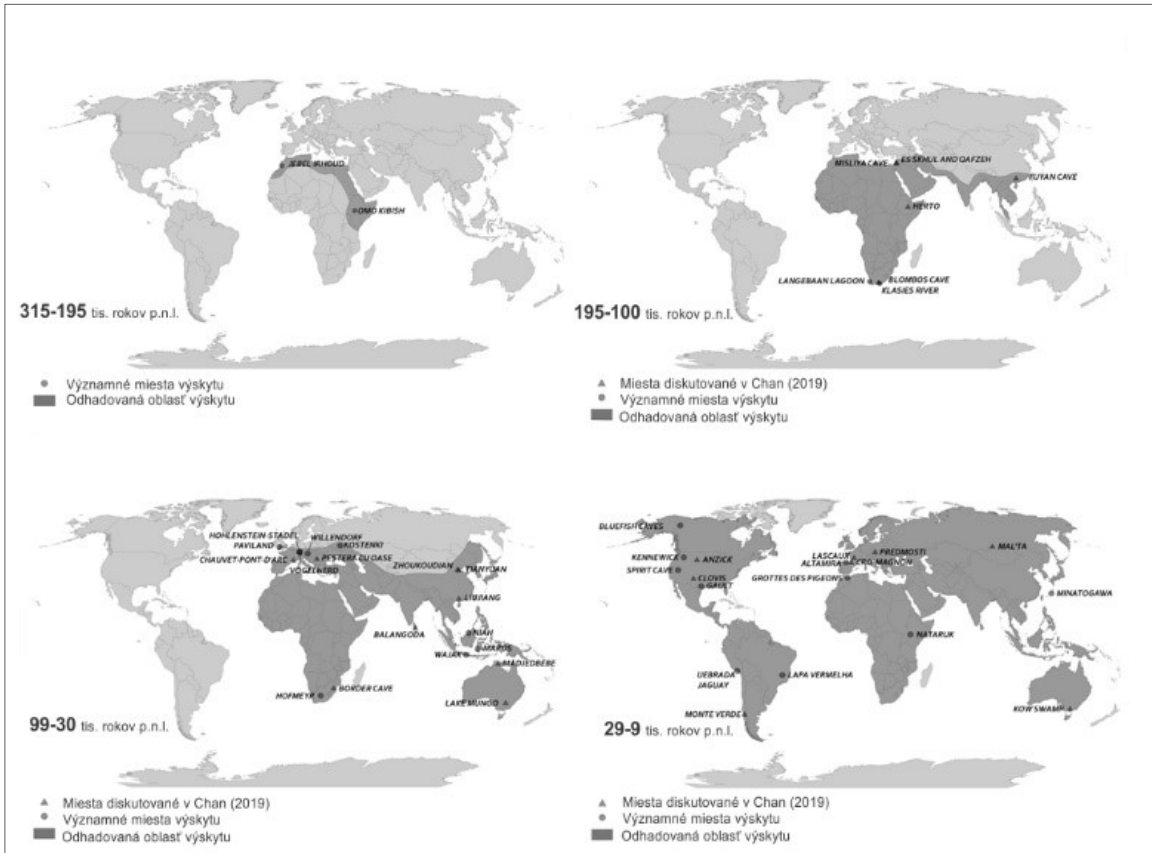 JEBEL IRHOUD
OMO KIBISH
315-195 tis. rokov p.n.l.
Významné miesta výskytu
Odhadovaná oblasť výskytu
MISLIYA CAVE
ES SKHUL AND QAFZEH
FUYAN CAVE
HERTO
LANGEBAAN LAGOON
BLOMBOS CAVE
KLASIES RIVER
195-100 tis. rokov p.n.l.
Miesta diskutované v Chan (2019)
Významné miesta výskytu
Odhadovaná oblasť výskytu
HOHLENSTEIN-STADEL
WILLENDORF
PAVILAND
KOSTENKI
CHAUVET-PONT-D'ARC
PESTERA CU OASE
VOGELHERD
ZHOUKOUDIAN
TIANYUAN
LIUJIANG
BALANGODA
NIAH
MAROS
WAJAK
MADJEDBEBE
BORDER CAVE
HOFMEYR
LAKE MUNGO
99-30 tis. rokov p.n.l.
Miesta diskutované v Chan (2019)
Významné miesta výskytu
Odhadovaná oblasť výskytu
BLUEFISH CAVES
KENNEWICK
ANZICK
LASCAUX
PREDMOSTI
MAL'TA
SPIRIT CAVE
ALTAMIRA
CRO-MAGNON
CLOVIS
GROTTES DES PIGEONS
GAULT
MINATOGAWA
NATARUK
UEBRADA
JAGUAY
LAPA VERMELHA
MONTE VERDE
KOW SWAMP
29-9 tis. rokov p.n.l.
Miesta diskutované v Chan (2019)
Významné miesta výskytu
Odhadovaná oblasť výskytu